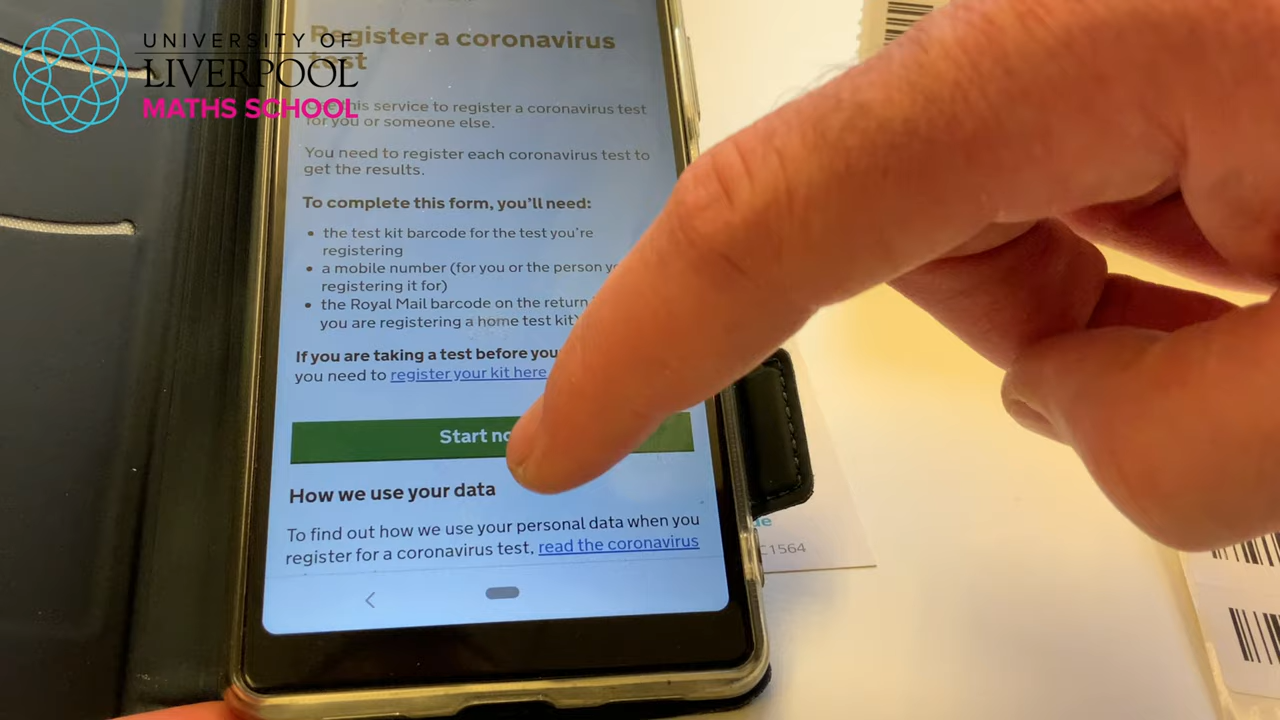 UNIVERSITY OF
LIVERPOOL
MATHS SCHOOL
Register a coronavirus
test
this service to register a coronavirus test
for you or someone else.
You need to register each coronavirus test to
get the results.
To complete this form, you'll need:
• the test kit barcode for the test you're
registering
• a mobile number (for you or the person
registering it for)
• the Royal Mail barcode on the return
you are registering a home test kit)
If you are taking a test before you
you need to register your kit here
Start
How we use your data
To find out how we use your personal data when you
register for a coronavirus test, read the coronavirus
C1564